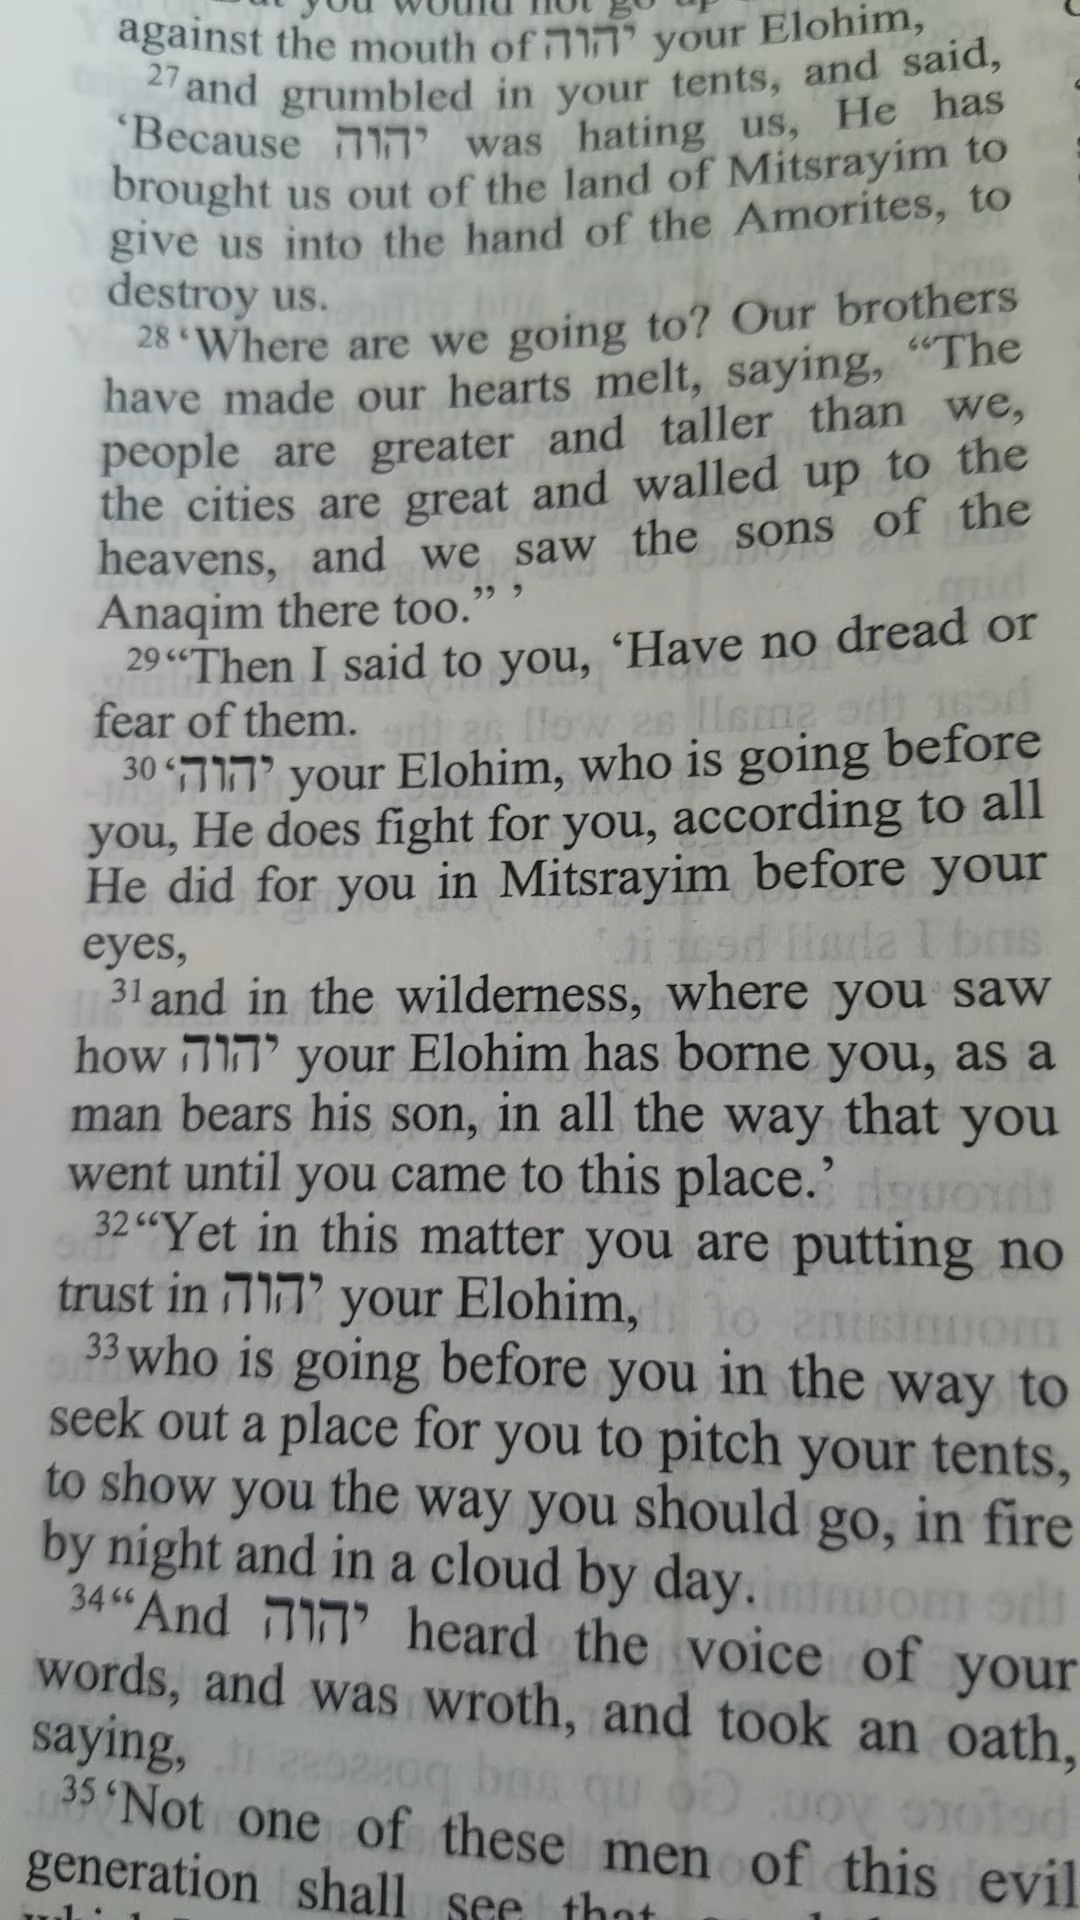 But you would not go up
against the mouth of יהוה your Elohim,
27 and grumbled in your tents, and said,
‘Because יהוה was hating us, He has
brought us out of the land of Mitsrayim to
give us into the hand of the Amorites, to
destroy us.
28 ‘Where are we going to? Our brothers
have made our hearts melt, saying, “The
people are greater and taller than we,
the cities are great and walled up to the
heavens, and we saw the sons of the
Anaqim there too.” ’
29 “Then I said to you, ‘Have no dread or
fear of them.
30 ‘יהוה your Elohim, who is going before
you, He does fight for you, according to all
He did for you in Mitsrayim before your
eyes,
31 and in the wilderness, where you saw
how יהוה your Elohim has borne you, as a
man bears his son, in all the way that you
went until you came to this place.’
32 “Yet in this matter you are putting no
trust in יהוה your Elohim,
33 who is going before you in the way to
seek out a place for you to pitch your tents,
to show you the way you should go, in fire
by night and in a cloud by day.
34 “And יהוה heard the voice of your
words, and was wroth, and took an oath,
saying,
35 ‘Not one of these men of this evil
generation shall see that